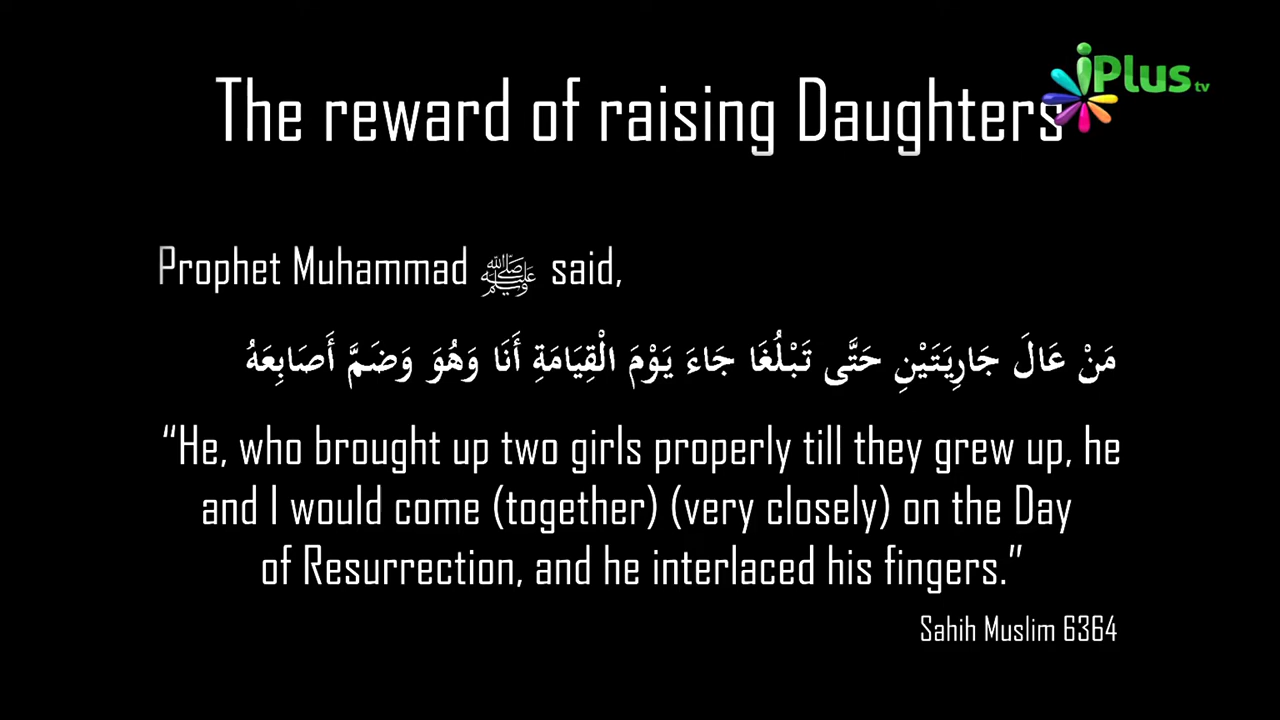 The reward of raising Daughters
iPlus tv
Prophet Muhammad ﷺ said,
مَنْ عَالَ جَارِيَتَيْنِ حَتَّى تَبْلُغَا جَاءَ يَوْمَ الْقِيَامَةِ أَنَا وَهُوَ وَضَمَّ أَصَابِعَهُ
“He, who brought up two girls properly till they grew up, he
and I would come (together) (very closely) on the Day
of Resurrection, and he interlaced his fingers.”
Sahih Muslim 6364